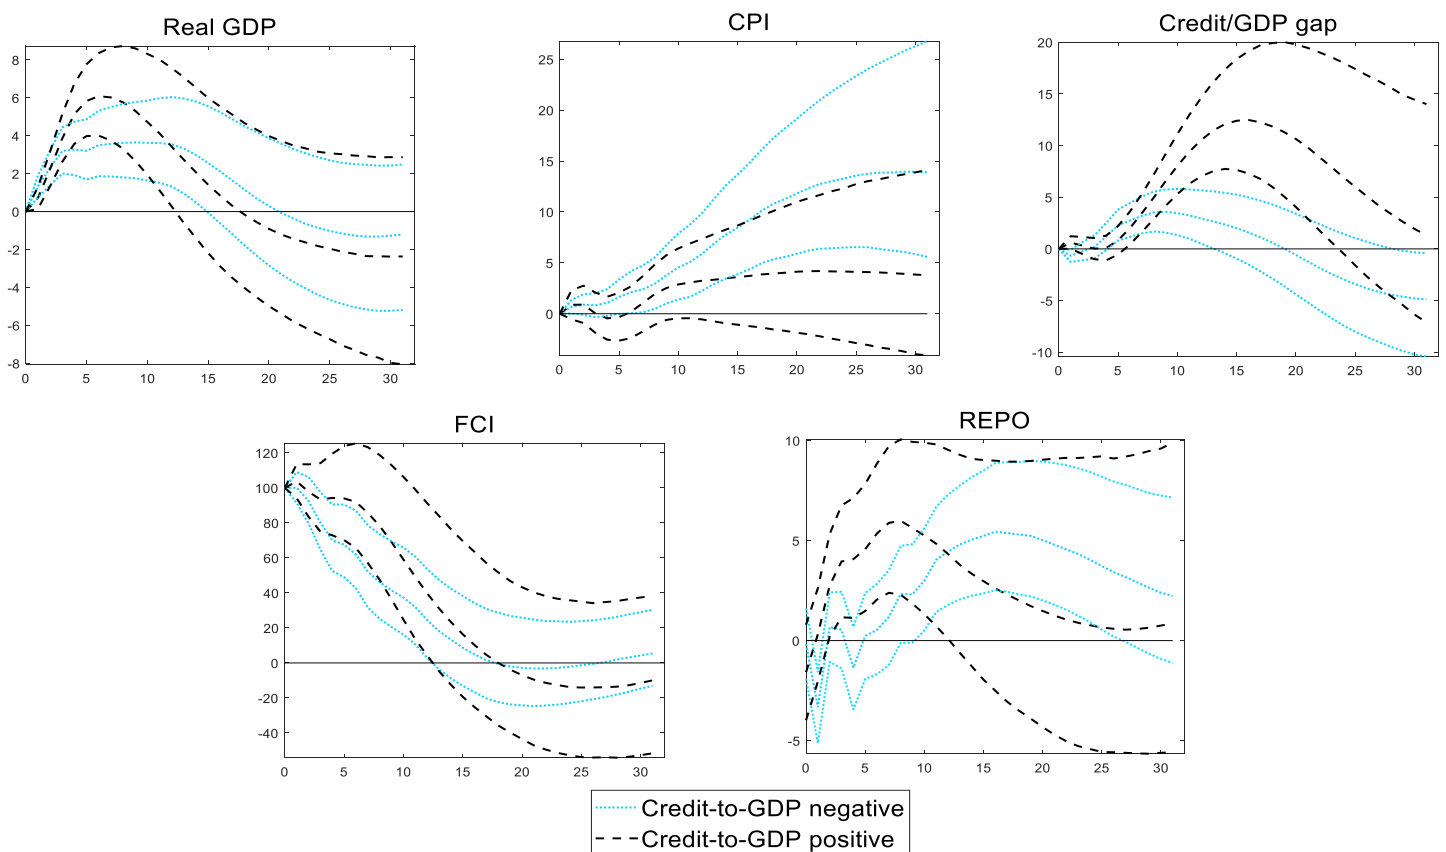 Real GDP
CPI
Credit/GDP gap
8
6
4
2
0
-2
-4
-6
-8
0 5 10 15 20 25 30
25
20
15
10
5
0
0 5 10 15 20 25 30
20
15
10
5
0
-5
-10
0 5 10 15 20 25 30
FCI
REPO
120
100
80
60
40
20
0
-20
-40
0 5 10 15 20 25 30
10
5
0
-5
0 5 10 15 20 25 30
Credit-to-GDP negative
Credit-to-GDP positive